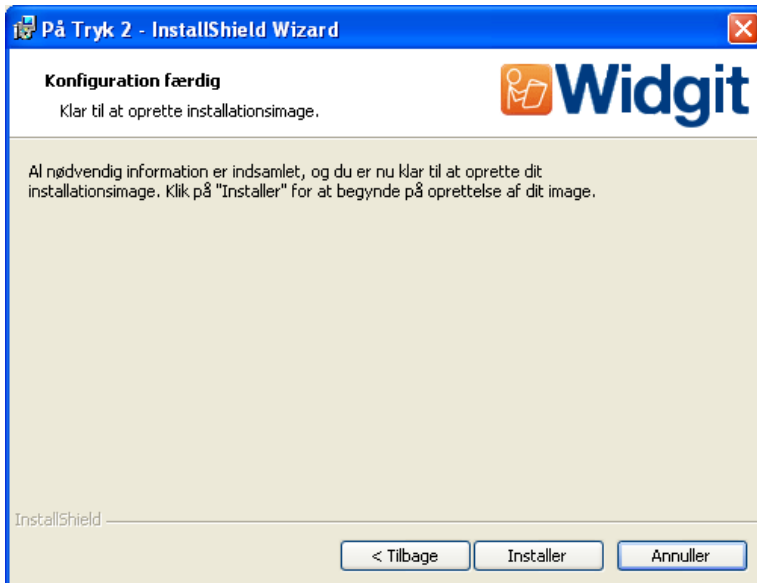 På Tryk 2 - InstallShield Wizard
Konfiguration færdig
Klar til at oprette installationsimage.
Widgit
Al nødvendig information er indsamlet, og du er nu klar til at oprette dit
installationsimage. Klik på "Installer" for at begynde på oprettelse af dit image.
InstallShield
< Tilbage
Installer
Annuller